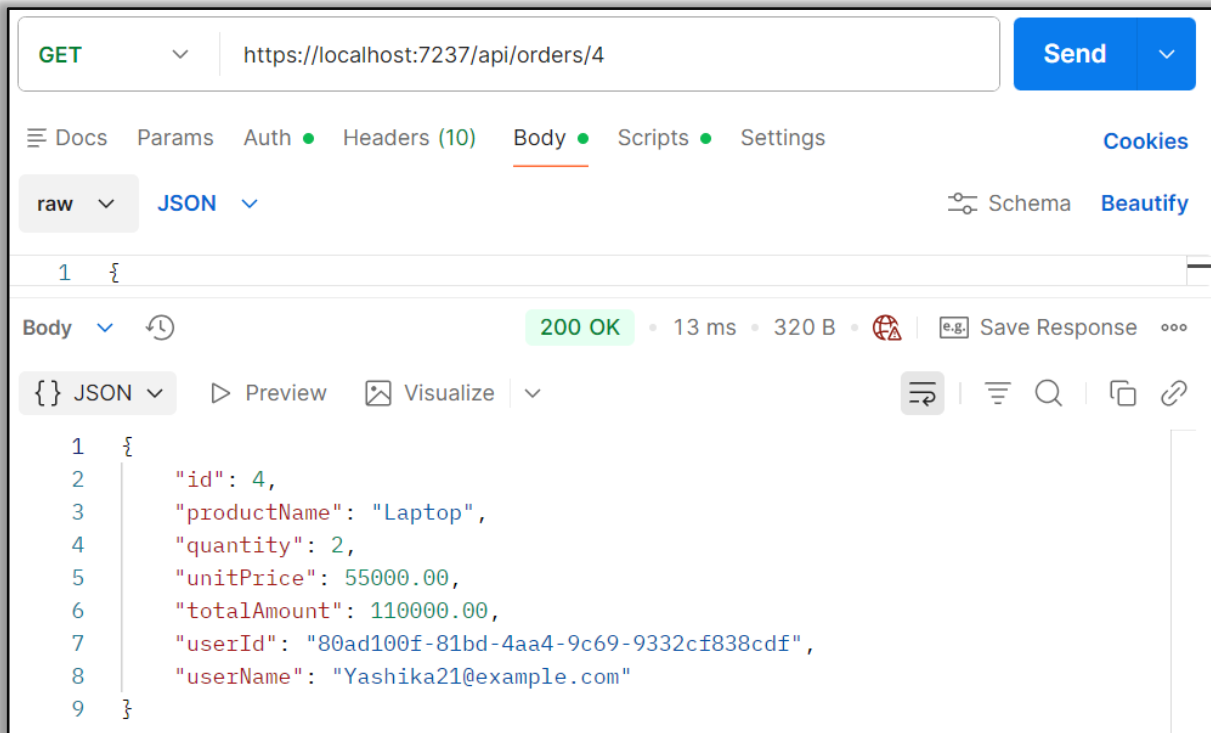 GET https://localhost:7237/api/orders/4 Send
Docs Params Auth Headers (10) Body Scripts Settings Cookies
raw JSON Schema Beautify
1 {
Body 200 OK 13 ms 320 B e.g. Save Response
{} JSON Preview Visualize
1 {
2 "id": 4,
3 "productName": "Laptop",
4 "quantity": 2,
5 "unitPrice": 55000.00,
6 "totalAmount": 110000.00,
7 "userId": "80ad100f-81bd-4aa4-9c69-9332cf838cdf",
8 "userName": "Yashika21@example.com"
9 }